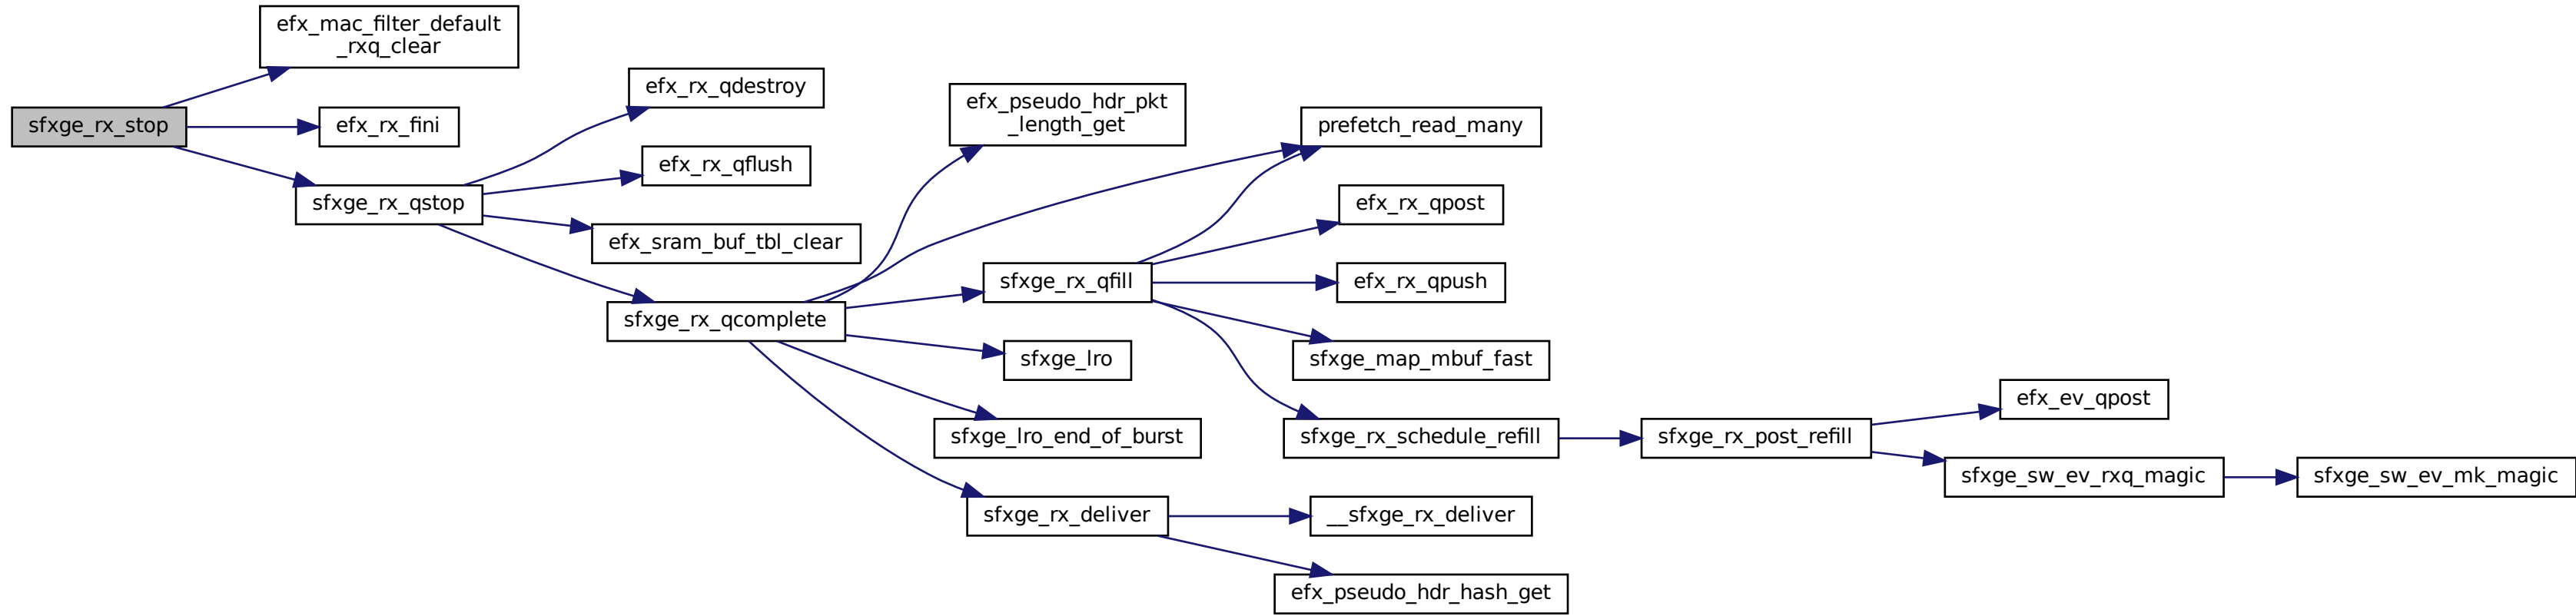 sfxge_rx_stop
efx_mac_filter_default
_rxq_clear
efx_rx_fini
sfxge_rx_qstop
efx_rx_qdestroy
efx_rx_qflush
efx_sram_buf_tbl_clear
sfxge_rx_qcomplete
efx_pseudo_hdr_pkt
_length_get
prefetch_read_many
sfxge_rx_qfill
efx_rx_qpost
efx_rx_qpush
sfxge_map_mbuf_fast
sfxge_lro
sfxge_lro_end_of_burst
sfxge_rx_schedule_refill
sfxge_rx_post_refill
efx_ev_qpost
sfxge_sw_ev_rxq_magic
sfxge_sw_ev_mk_magic
sfxge_rx_deliver
__sfxge_rx_deliver
efx_pseudo_hdr_hash_get